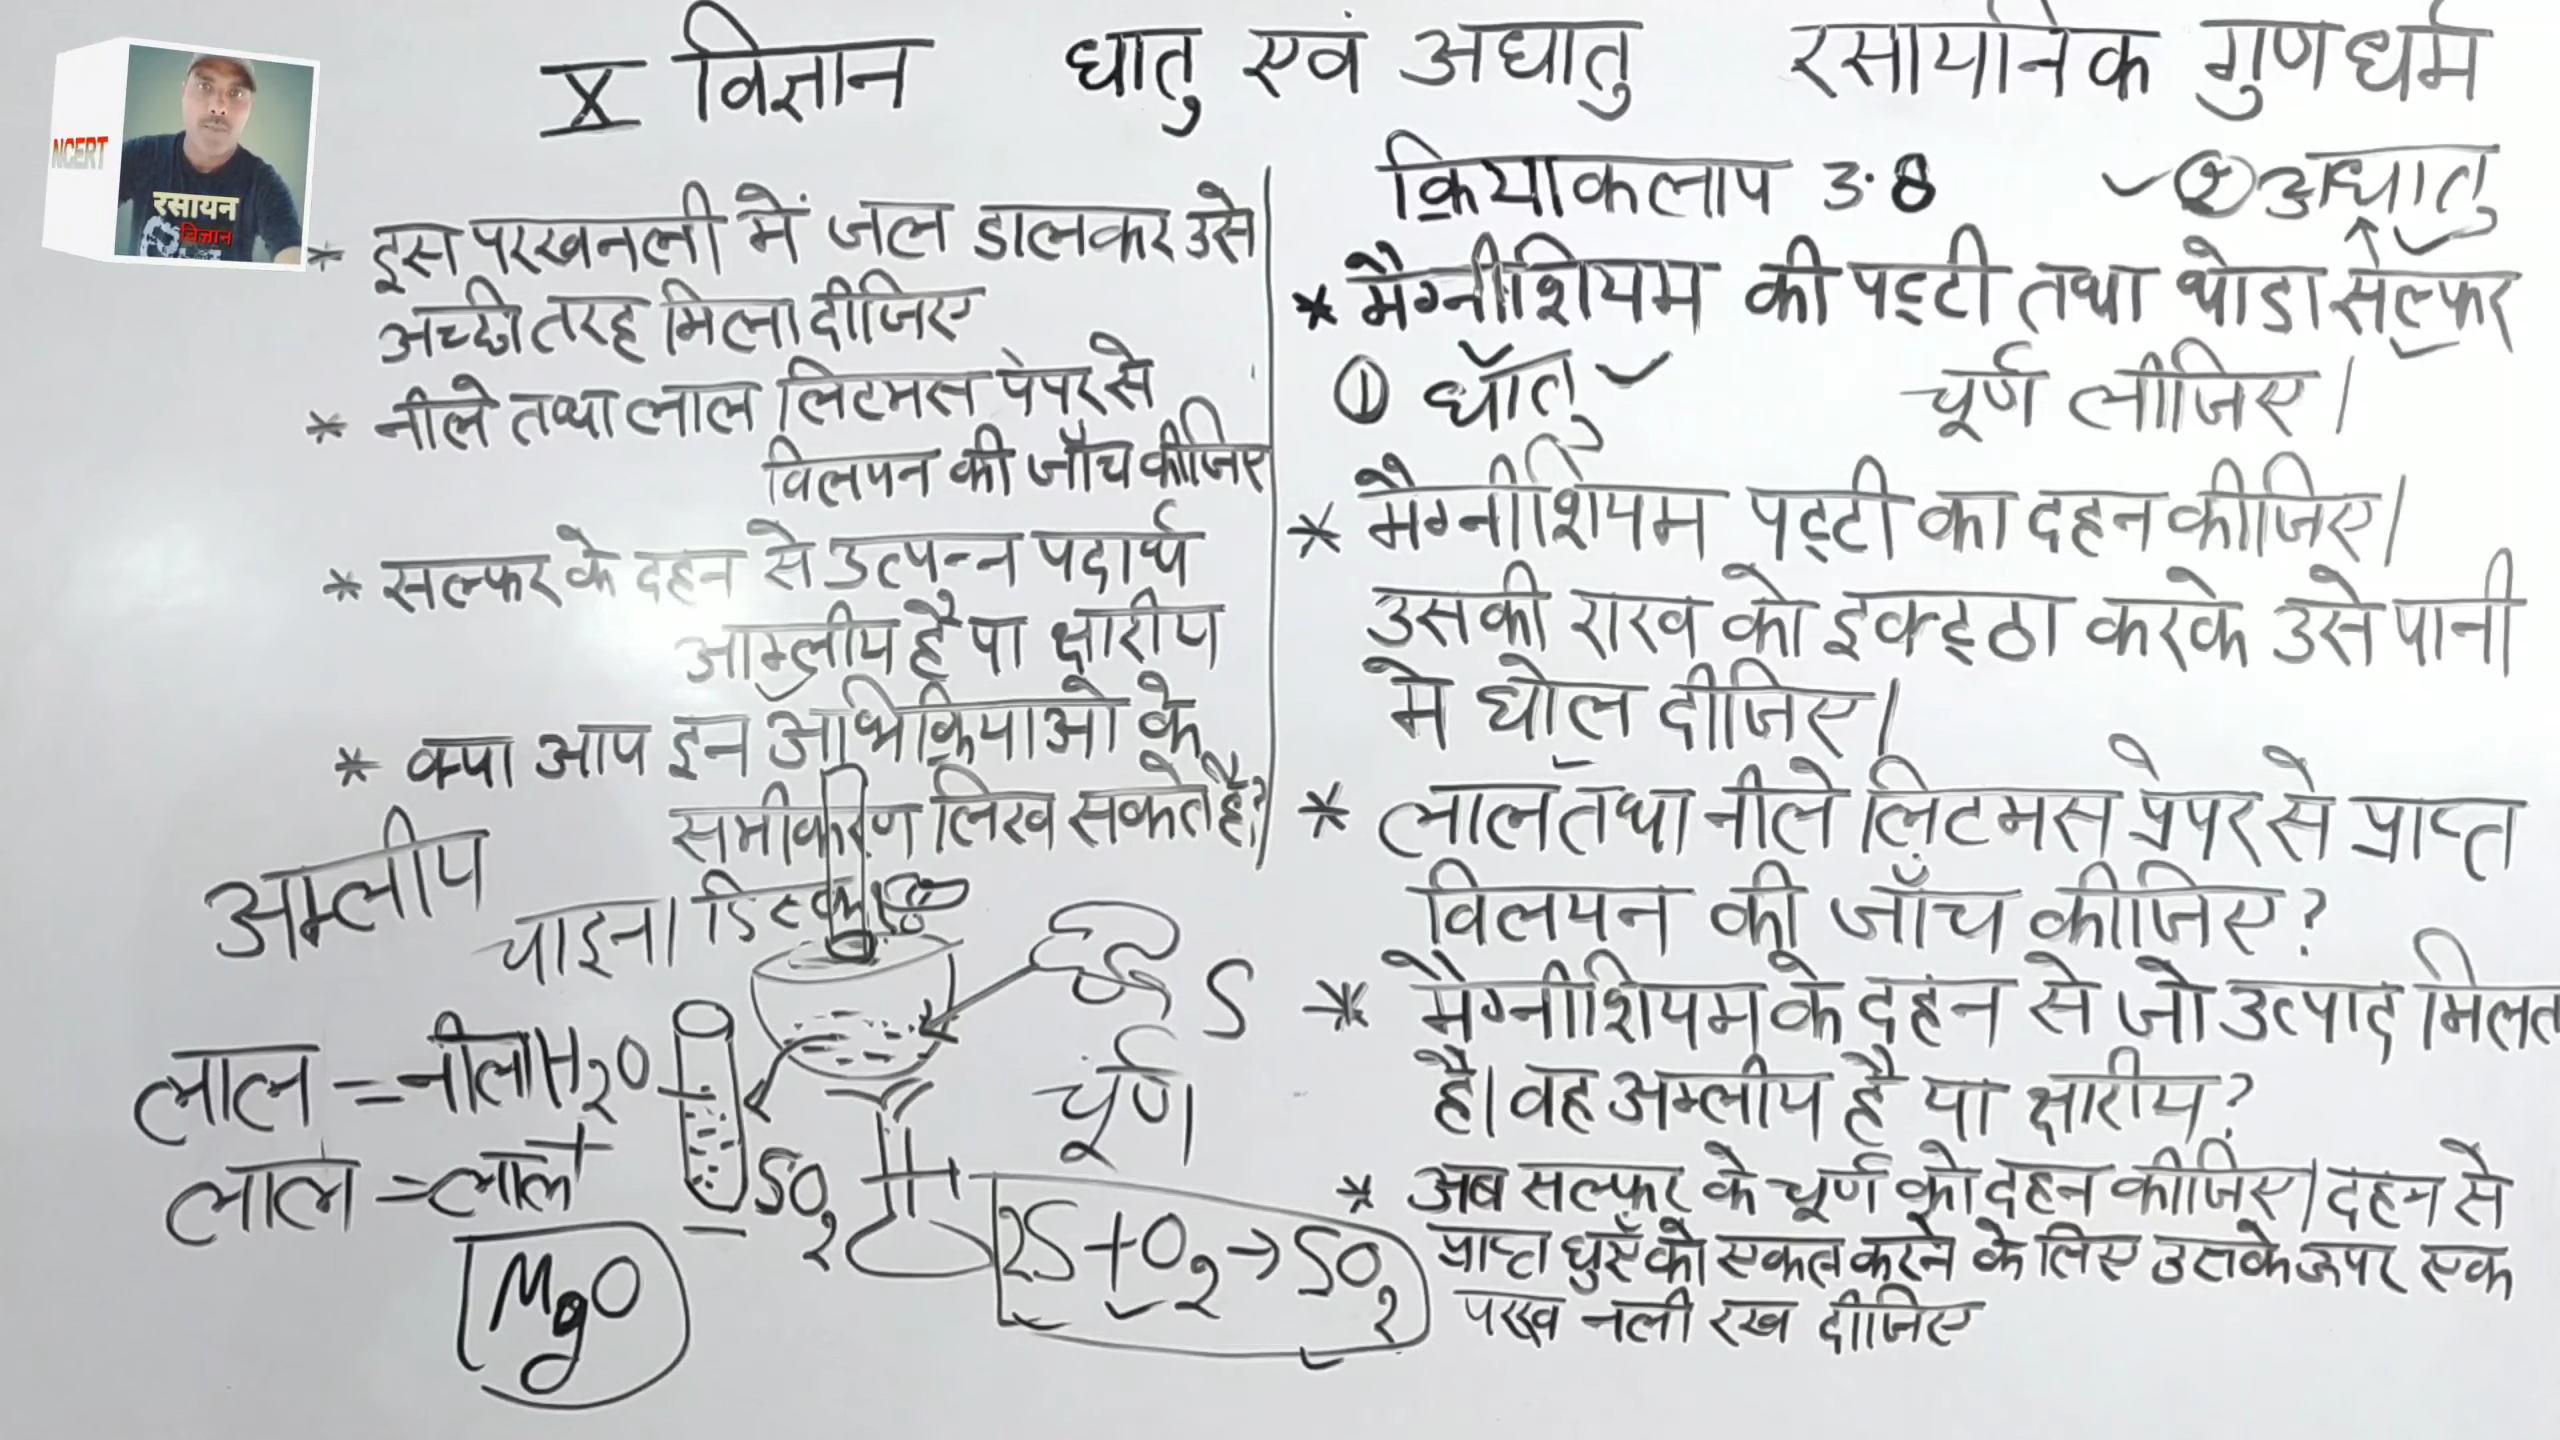 X विज्ञान धातु एवं अधातु रसायनिक गुणधर्म
NCERT
रसायन
विज्ञान
क्रियाकलाप 3.8 ② अधातु
* मैग्नीशियम की पट्टी तथा थोडा सल्फर
① धातु चूर्ण लीजिए।
* मैग्नीशियम पट्टी का दहन कीजिए।
उसकी राख को इकट्ठा करके उसे पानी
मे घोल दीजिए।
* लाल तथा नीले लिटमस पेपर से प्राप्त
विलयन की जाँच कीजिए?
* मैग्नीशियम के दहन से जो उत्पाद मिलत
है। वह अम्लीय है या क्षारीय?
* अब सल्फर के चूर्ण को दहन कीजिए। दहन से
प्राप्त धुएँ को एकत करने के लिए उसके ऊपर एक
परख नली रख दीजिए
* इस परखनली में जल डालकर उसे
अच्छी तरह मिला दीजिए
* नीले तथा लाल लिटमस पेपर से
विलयन की जाँच कीजिए
* सल्फर के दहन से उत्पन्न पदार्थ
आम्लीय है या क्षारीय
* क्या आप इन अभिक्रियाओ के
समीकरण लिख सकते है?
अम्लीय
चाइना डिस्क
S
चूर्ण
लाल = नीला H2O
लाल = लाल
SO2
2S + O2 → SO2
MgO